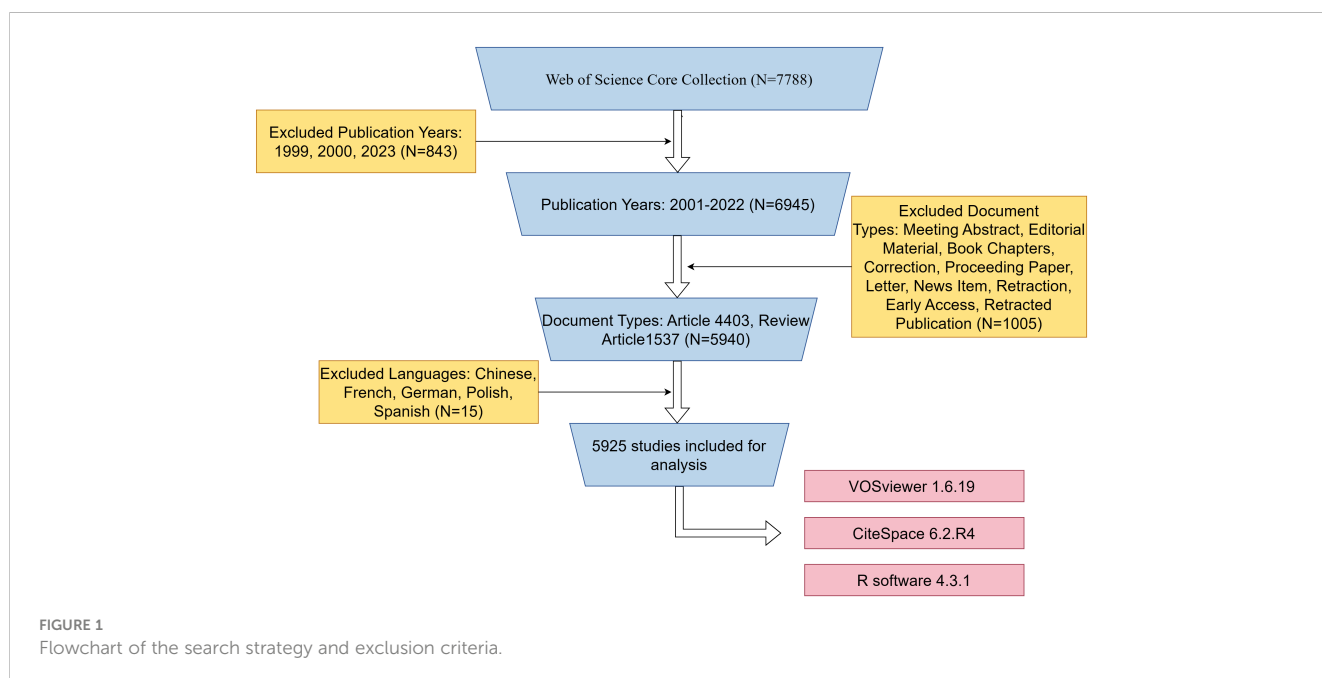 Web of Science Core Collection (N=7788)
Excluded Publication Years:
1999, 2000, 2023 (N=843)
Publication Years: 2001-2022 (N=6945)
Excluded Document
Types: Meeting Abstract, Editorial
Material, Book Chapters,
Correction, Proceeding Paper,
Letter, News Item, Retraction,
Early Access, Retracted
Publication (N=1005)
Document Types: Article 4403, Review
Article1537 (N=5940)
Excluded Languages: Chinese,
French, German, Polish,
Spanish (N=15)
5925 studies included for
analysis
VOSviewer 1.6.19
CiteSpace 6.2.R4
R software 4.3.1
FIGURE 1
Flowchart of the search strategy and exclusion criteria.